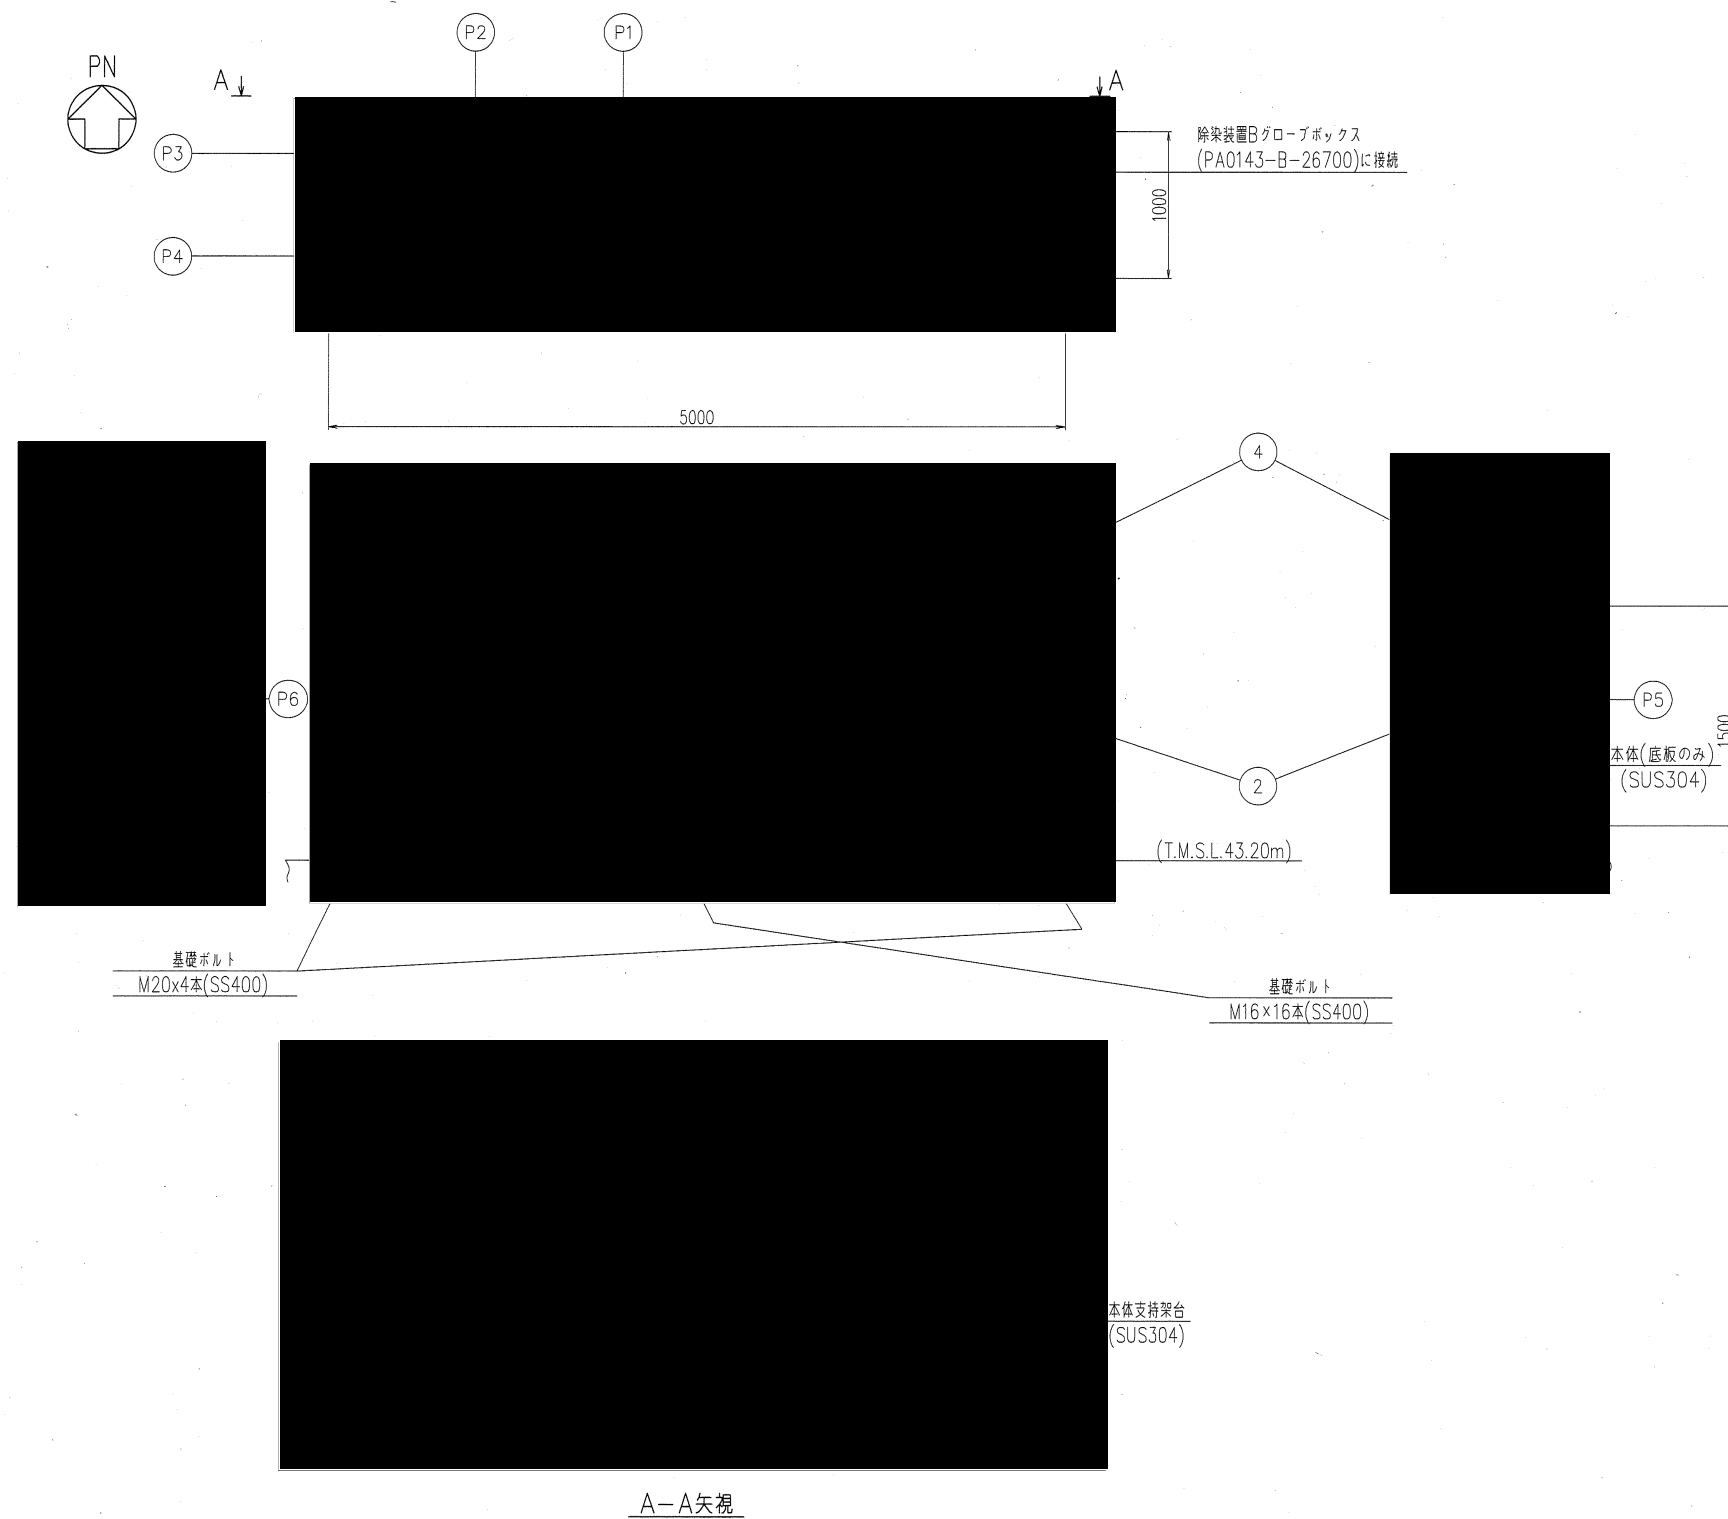 P2
P1
PN
A
A
P3
除染装置Bグローブボックス
(PA0143-B-26700)に接続
1000
P4
5000
4
P6
P5
1500
本体(底板のみ)
(SUS304)
2
(T.M.S.L.43.20m)
基礎ボルト
M20x4本(SS400)
基礎ボルト
M16×16本(SS400)
本体支持架台
(SUS304)
A-A矢視